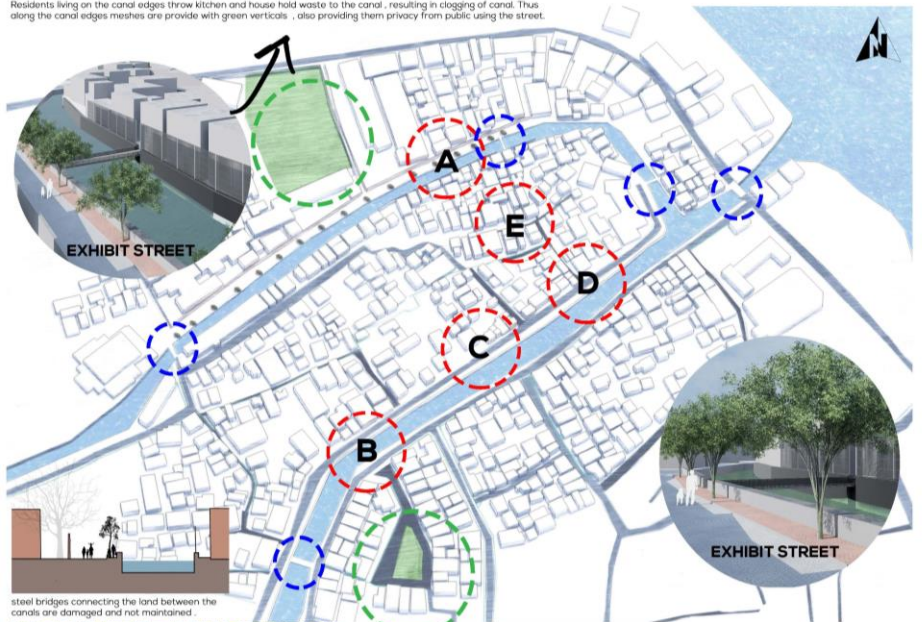 Residents living on the canal edges throw kitchen and house hold waste to the canal , resulting in clogging of canal. Thus
along the canal edges meshes are provide with green verticals , also providing them privacy from public using the street.
N
A
EXHIBIT STREET
E
D
C
B
EXHIBIT STREET
steel bridges connecting the land between the
canals are damaged and not maintained .